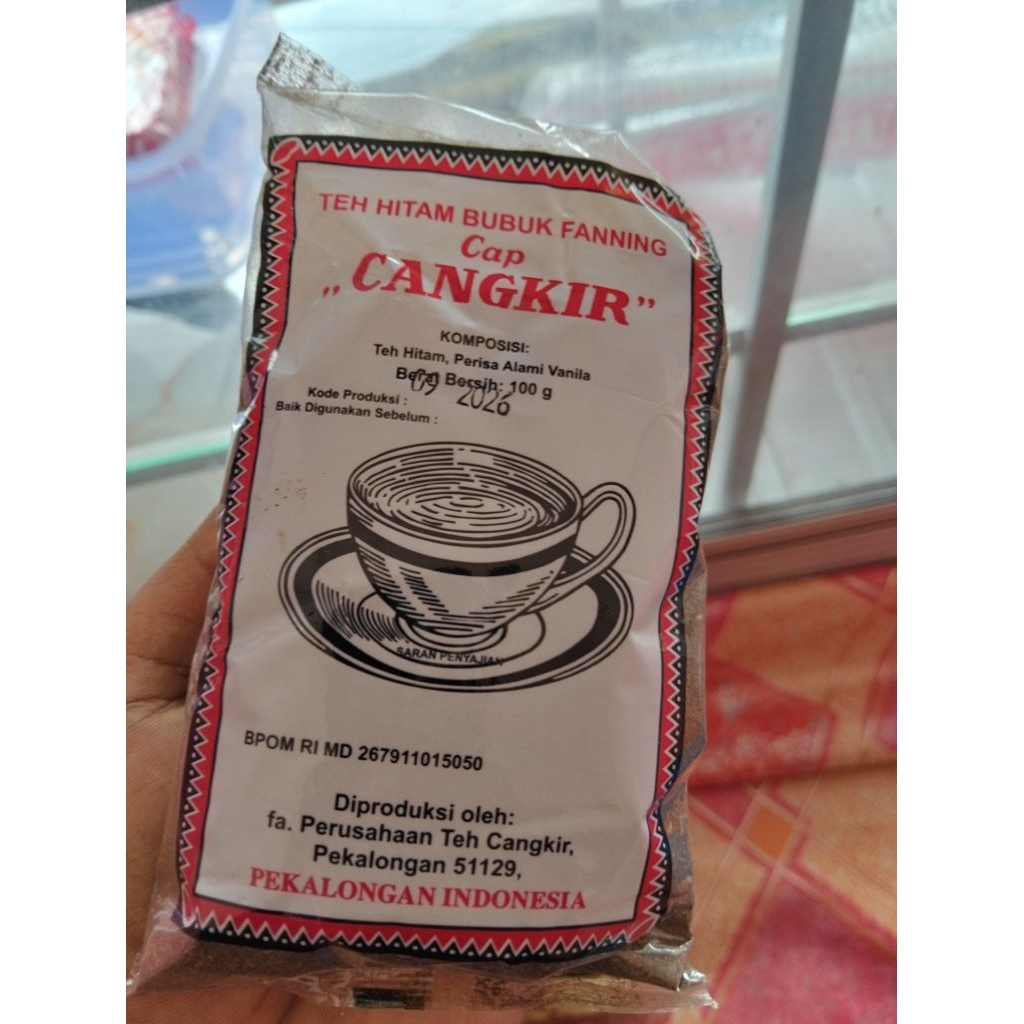 TEH HITAM BUBUK FANNING
Cap
„CANGKIR”
KOMPOSISI:
Teh Hitam, Perisa Alami Vanila
Berat Bersih: 100 g
09 2026
Kode Produksi :
Baik Digunakan Sebelum :
SARAN PENYAJIAN
BPOM RI MD 267911015050
Diproduksi oleh:
fa. Perusahaan Teh Cangkir,
Pekalongan 51129,
PEKALONGAN INDONESIA